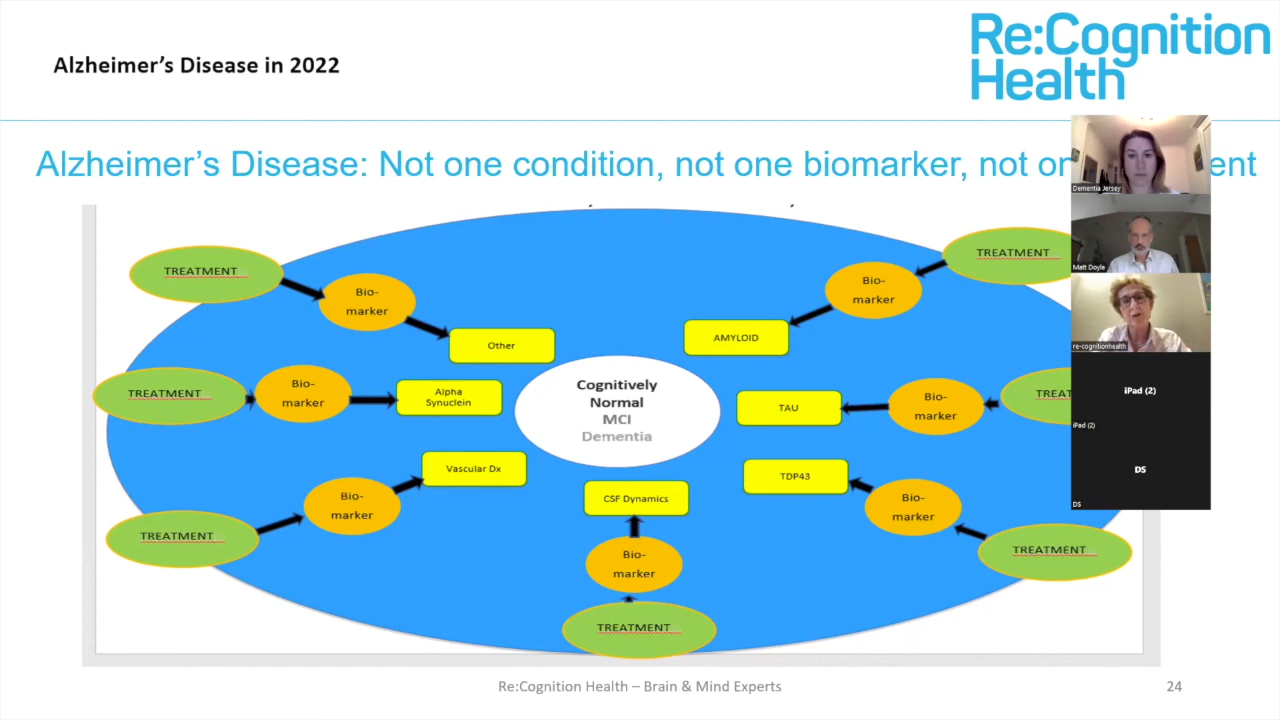 Re:Cognition
Health
Alzheimer's Disease in 2022
Alzheimer's Disease: Not one condition, not one biomarker, not on ent
TREATMENT
Bio-
marker
Other
TREATMENT
Bio-
marker
Alpha
Synuclein
TREATMENT
Bio-
marker
Vascular Dx
Cognitively
Normal
MCI
Dementia
CSF Dynamics
Bio-
marker
TREATMENT
TREATMENT
Bio-
marker
AMYLOID
TREA
Bio-
marker
TAU
TREATMENT
Bio-
marker
TDP43
Dementia Jersey
Matt Doyle
re-cognitionhealth
iPad (2)
iPad (2)
DS
DS
Re:Cognition Health – Brain & Mind Experts
24